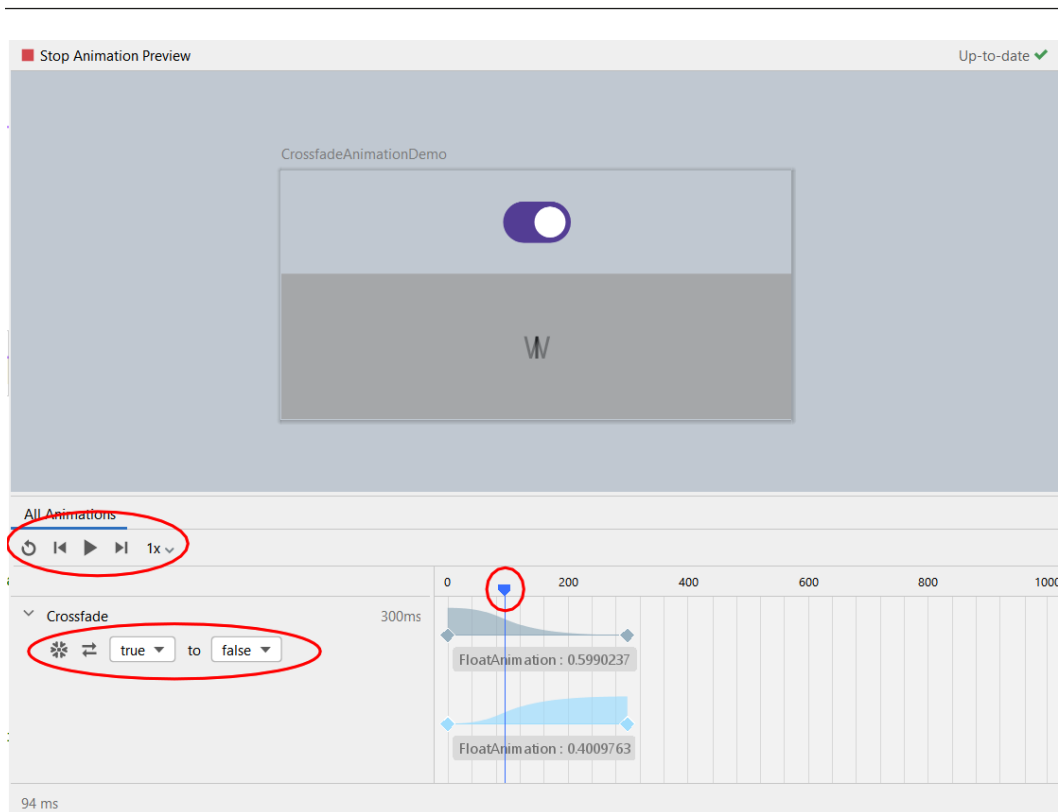 Stop Animation Preview Up-to-date
CrossfadeAnimationDemo
All Animations
1x
0 200 400 600 800 1000
Crossfade 300ms
true to false
FloatAnimation : 0.5990237
FloatAnimation : 0.4009763
94 ms